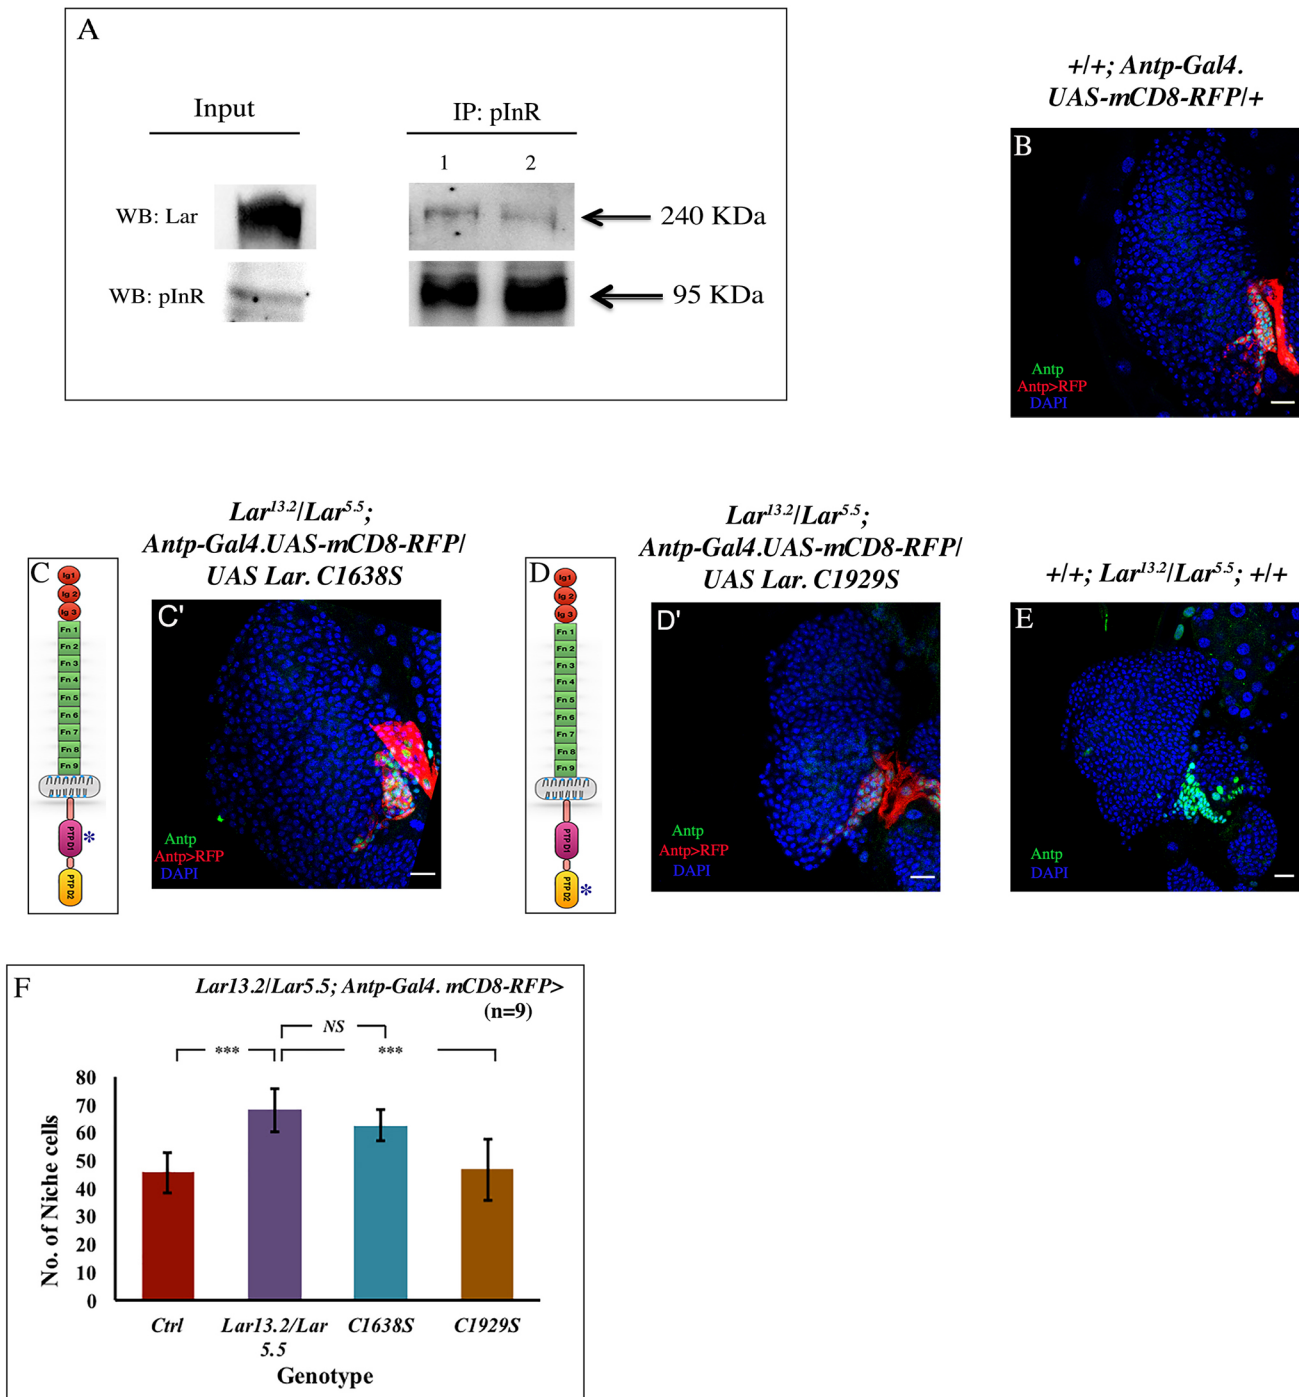 A
Input
IP: pInR
1 2
WB: Lar
240 KDa
WB: pInR
95 KDa
+/+; Antp-Gal4.
UAS-mCD8-RFP/+
B
Antp
Antp>RFP
DAPI
Lar13.2/Lar5.5;
Antp-Gal4.UAS-mCD8-RFP/
UAS Lar. C1638S
C
Ig1
Ig 2
Ig 3
Fn 1
Fn 2
Fn 3
Fn 4
Fn 5
Fn 6
Fn 7
Fn 8
Fn 9
PTP D1
*
PTP D2
C'
Antp
Antp>RFP
DAPI
Lar13.2/Lar5.5;
Antp-Gal4.UAS-mCD8-RFP/
UAS Lar. C1929S
D
Ig1
Ig 2
Ig 3
Fn 1
Fn 2
Fn 3
Fn 4
Fn 5
Fn 6
Fn 7
Fn 8
Fn 9
PTP D1
PTP D2
*
D'
Antp
Antp>RFP
DAPI
+/+; Lar13.2/Lar5.5; +/+
E
Antp
DAPI
F
Lar13.2/Lar5.5; Antp-Gal4. mCD8-RFP>
(n=9)
NS
*** ***
No. of Niche cells
80
70
60
50
40
30
20
10
0
Ctrl
Lar13.2/Lar
5.5
C1638S
C1929S
Genotype